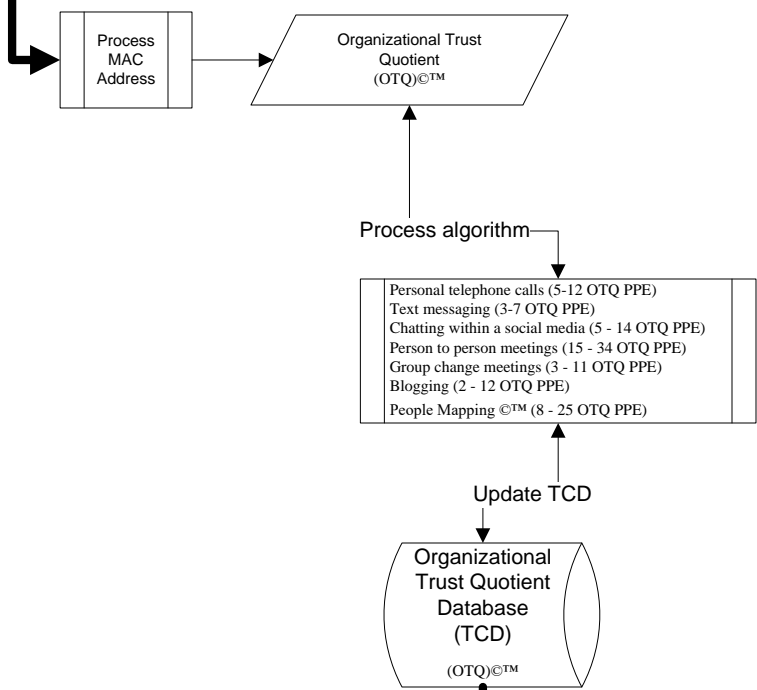 Process
MAC
Address
Organizational Trust
Quotient
(OTQ)©™
Process algorithm
Personal telephone calls (5-12 OTQ PPE)
Text messaging (3-7 OTQ PPE)
Chatting within a social media (5 - 14 OTQ PPE)
Person to person meetings (15 - 34 OTQ PPE)
Group change meetings (3 - 11 OTQ PPE)
Blogging (2 - 12 OTQ PPE)
People Mapping ©™ (8 - 25 OTQ PPE)
Update TCD
Organizational
Trust Quotient
Database
(TCD)
(OTQ)©™